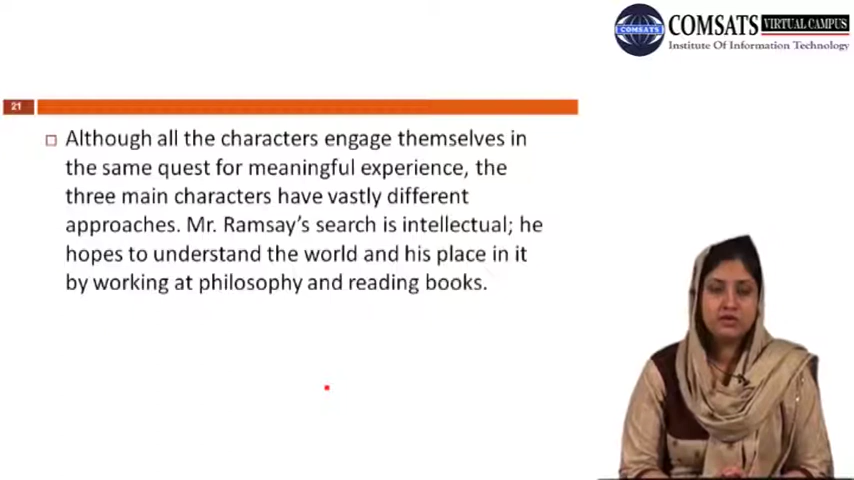 COMSATS
COMSATS VIRTUAL CAMPUS
Institute Of Information Technology
21
Although all the characters engage themselves in
the same quest for meaningful experience, the
three main characters have vastly different
approaches. Mr. Ramsay's search is intellectual; he
hopes to understand the world and his place in it
by working at philosophy and reading books.